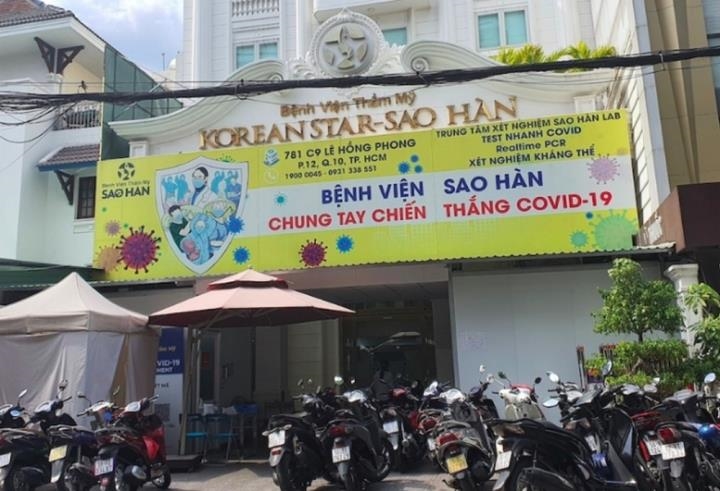 Bệnh Viện Thẩm Mỹ
KOREAN STAR-SAO HÀN
Bệnh Viện Thẩm Mỹ
SAO HÀN
781 C9 LÊ HỒNG PHONG
P.12, Q.10, TP. HCM
1900 0045 - 0931 338 551
TRUNG TÂM XÉT NGHIỆM SAO HÀN LAB
TEST NHANH COVID
Realtime PCR
XÉT NGHIỆM KHÁNG THỂ
BỆNH VIỆN SAO HÀN
CHUNG TAY CHIẾN THẮNG COVID-19